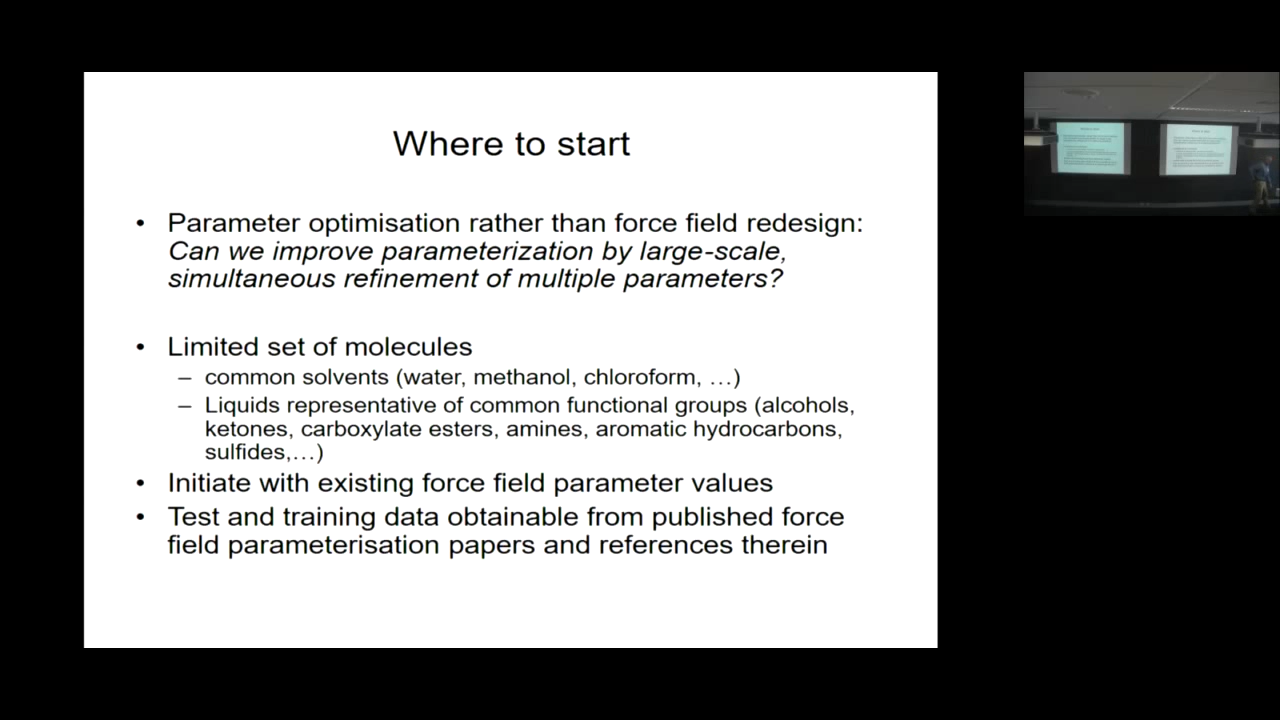 Where to start
• Parameter optimisation rather than force field redesign:
Can we improve parameterization by large-scale,
simultaneous refinement of multiple parameters?
• Limited set of molecules
– common solvents (water, methanol, chloroform, …)
– Liquids representative of common functional groups (alcohols,
ketones, carboxylate esters, amines, aromatic hydrocarbons,
sulfides,…)
• Initiate with existing force field parameter values
• Test and training data obtainable from published force
field parameterisation papers and references therein